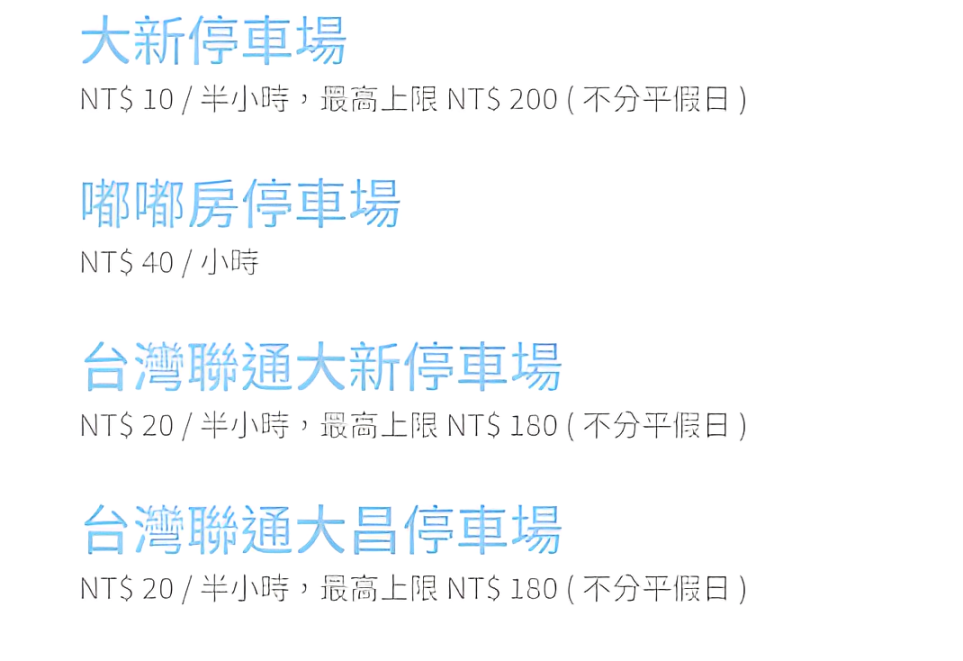 大新停車場
NT$ 10 / 半小時，最高上限 NT$ 200 ( 不分平假日 )
嘟嘟房停車場
NT$ 40 / 小時
台灣聯通大新停車場
NT$ 20 / 半小時，最高上限 NT$ 180 ( 不分平假日 )
台灣聯通大昌停車場
NT$ 20 / 半小時，最高上限 NT$ 180 ( 不分平假日 )